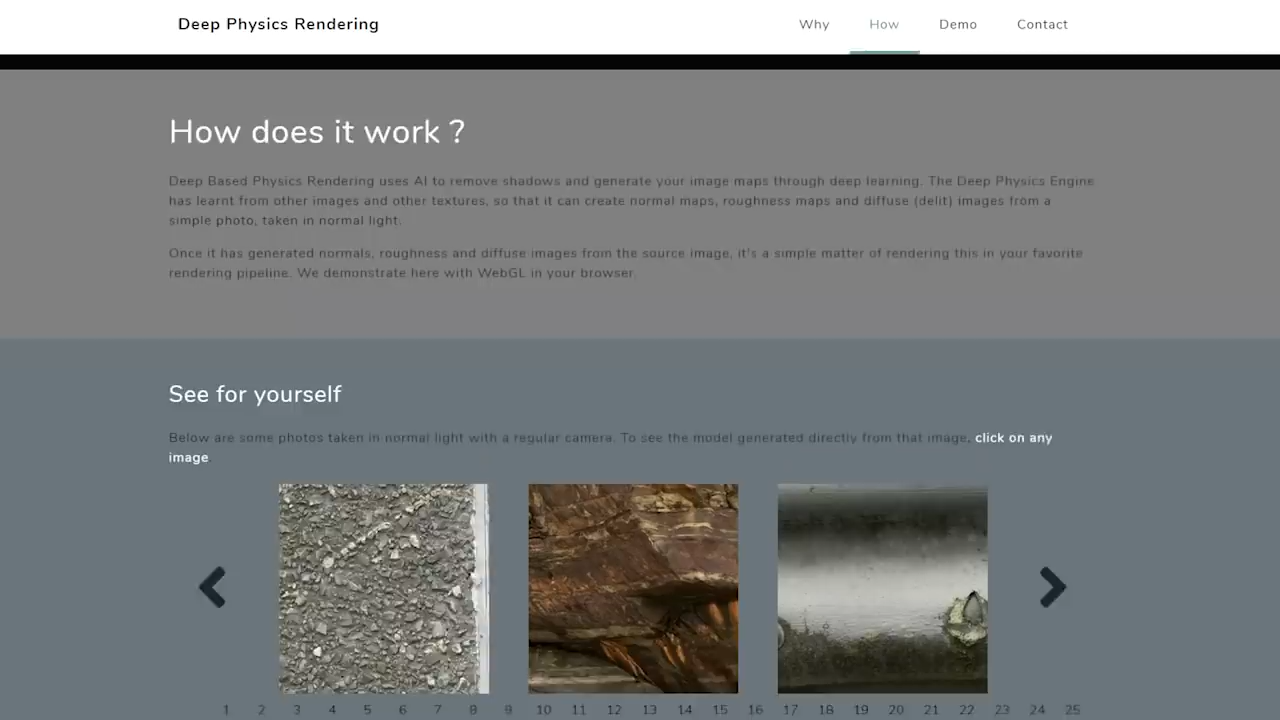 Deep Physics Rendering
Why How Demo Contact
How does it work ?
Deep Based Physics Rendering uses AI to remove shadows and generate your image maps through deep learning. The Deep Physics Engine
has learnt from other images and other textures, so that it can create normal maps, roughness maps and diffuse (delit) images from a
simple photo, taken in normal light.
Once it has generated normals, roughness and diffuse images from the source image, it's a simple matter of rendering this in your favorite
rendering pipeline. We demonstrate here with WebGL in your browser.
See for yourself
Below are some photos taken in normal light with a regular camera. To see the model generated directly from that image, click on any
image.
1 2 3 4 5 6 7 8 9 10 11 12 13 14 15 16 17 18 19 20 21 22 23 24 25